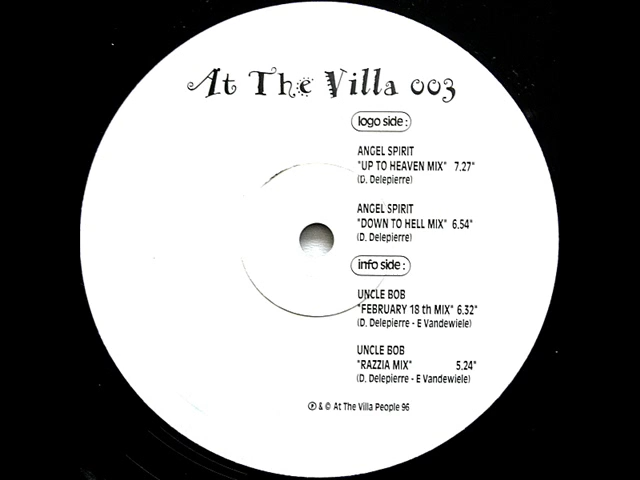 At The Villa 003
logo side :
ANGEL SPIRIT
"UP TO HEAVEN MIX" 7.27"
(D. Delepierre)
ANGEL SPIRIT
"DOWN TO HELL MIX" 6.54"
(D. Delepierre)
info side :
UNCLE BOB
"FEBRUARY 18 th MIX" 6.32"
(D. Delepierre - E Vandewiele)
UNCLE BOB
"RAZZIA MIX" 5.24"
(D. Delepierre - E Vandewiele)
℗ & © At The Villa People 96